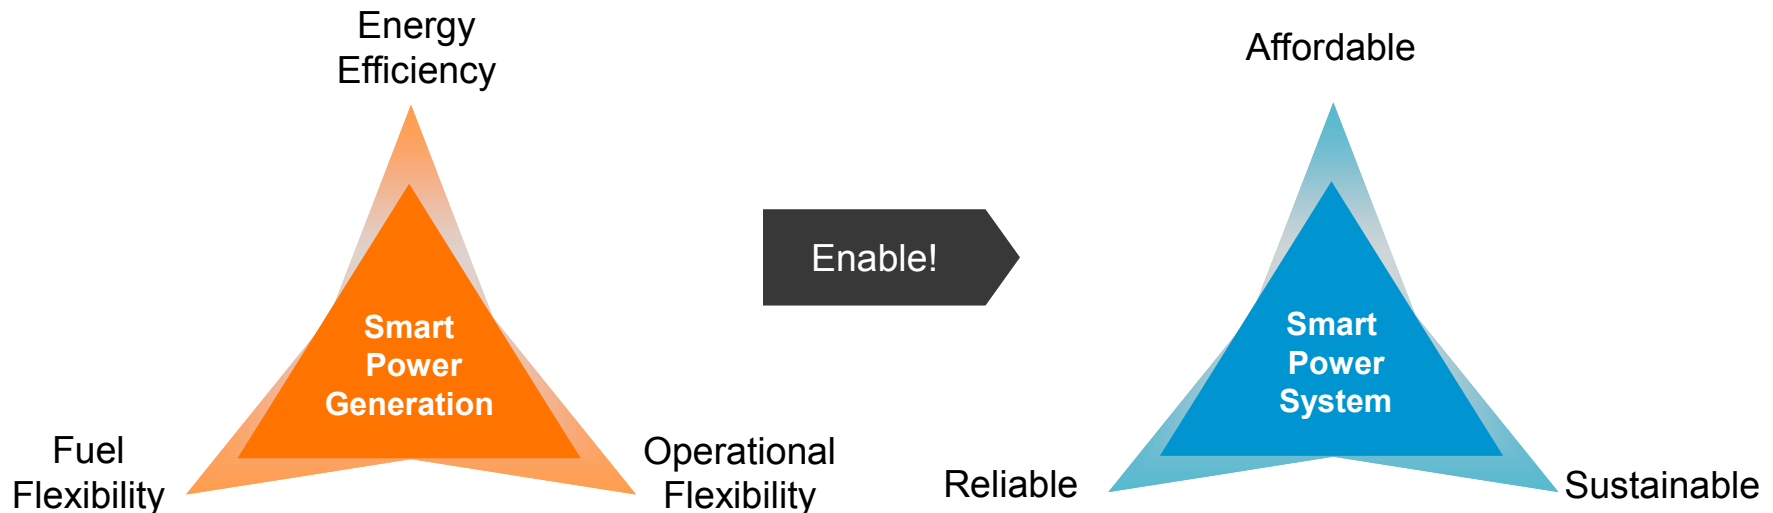 Energy
Efficiency
Smart
Power
Generation
Fuel
Flexibility
Operational
Flexibility
Enable!
Affordable
Smart
Power
System
Reliable
Sustainable